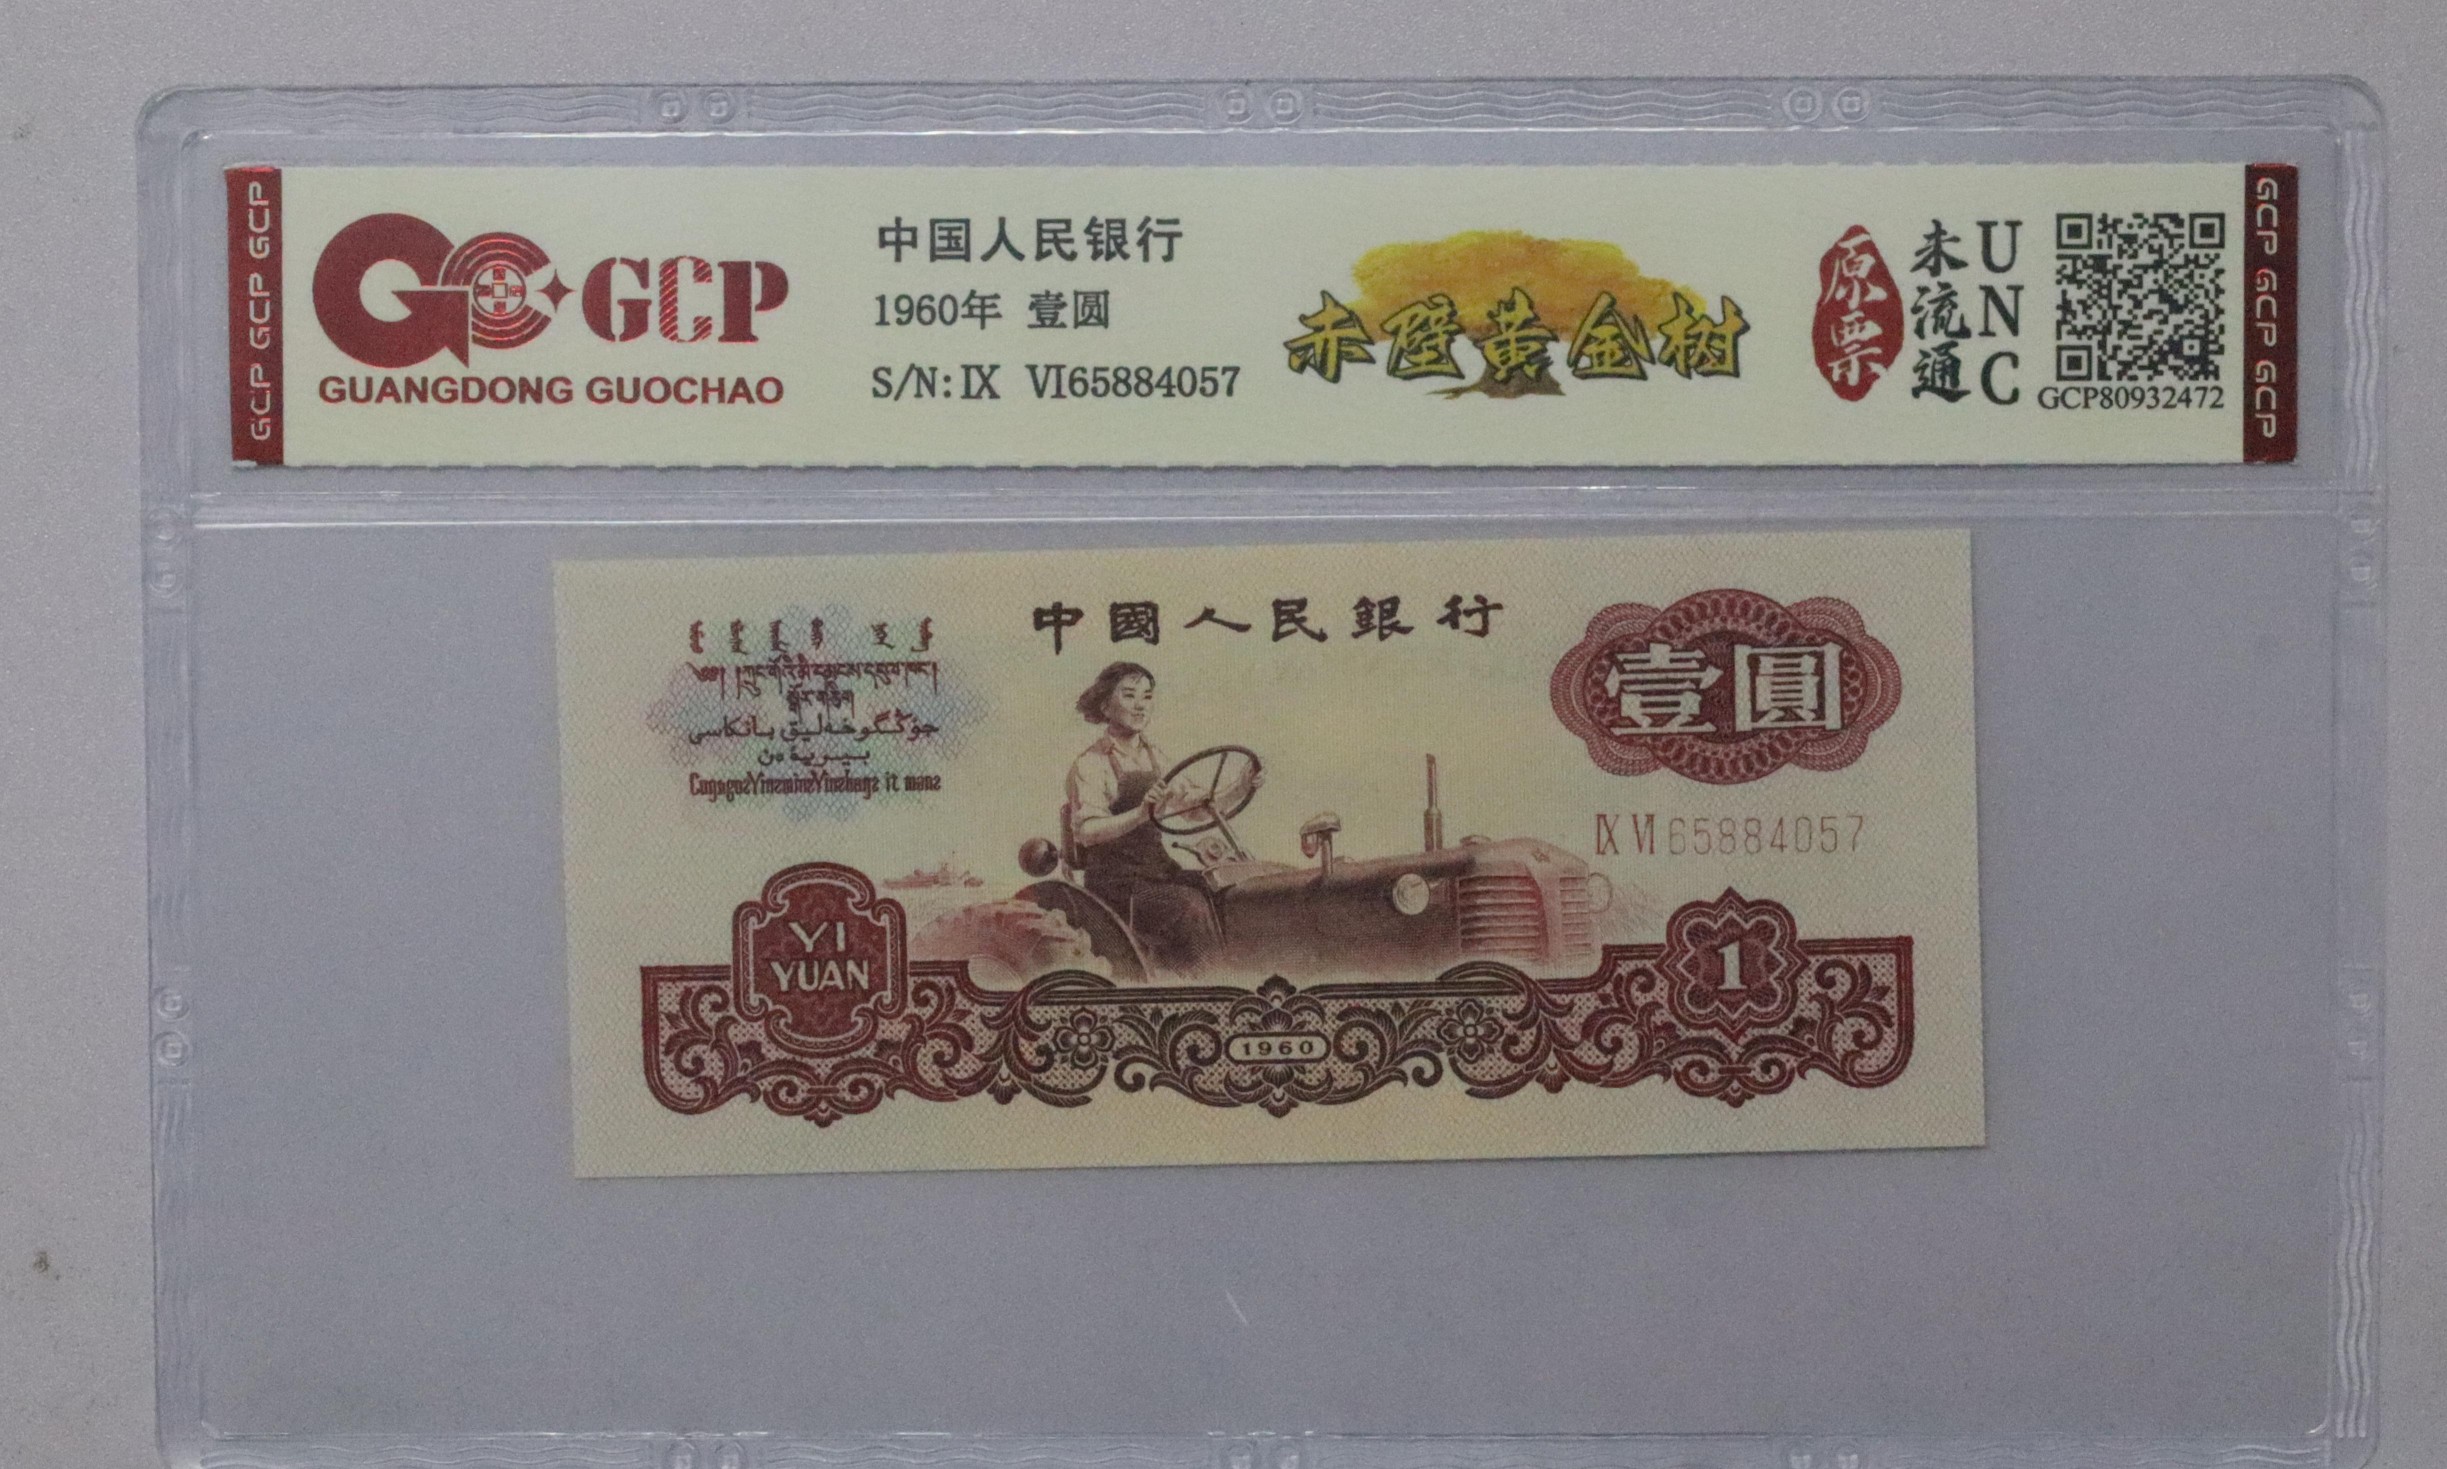 GCP GCP GCP
GCP
GUANGDONG GUOCHAO
中国人民银行
1960年 壹圆
S/N: IX VI65884057
赤壁黄金树
原票
未流通
UNC
GCP80932472
GCP GCP GCP
中國人民銀行
壹圓
IX VI 65884057
YI
YUAN
1
1960